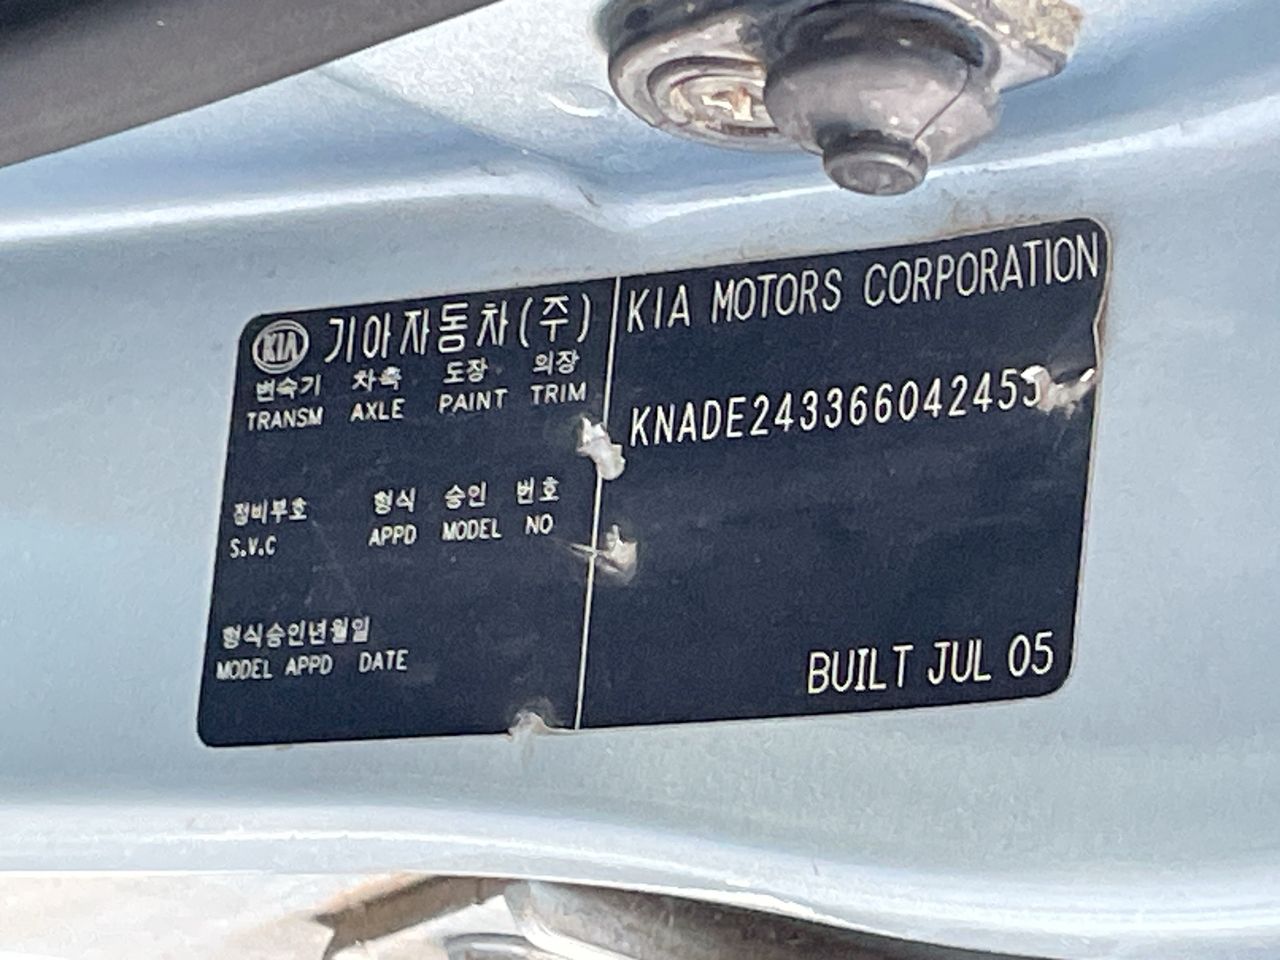 KIA 기아자동차(주)
변속기 차축 도장 의장
TRANSM AXLE PAINT TRIM
정비부호 형식 승인 번호
S.V.C APPD MODEL NO
형식승인년월일
MODEL APPD DATE
KIA MOTORS CORPORATION
KNADE24336604245
BUILT JUL 05